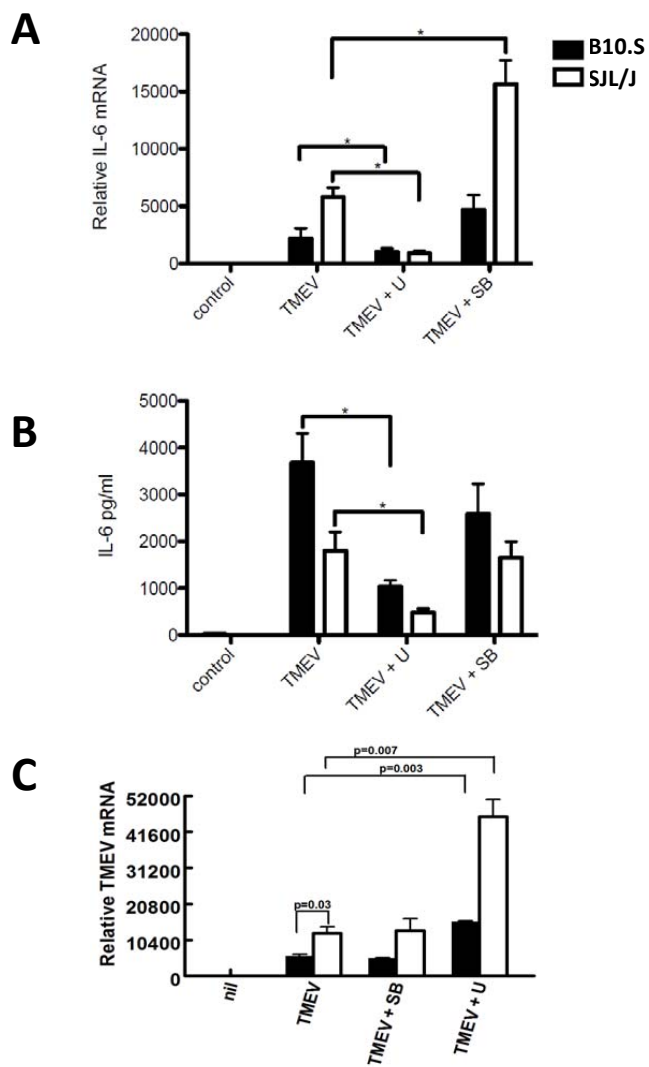 A
B10.S
SJL/J
Relative IL-6 mRNA
20000
15000
10000
5000
0
*
*
*
control
TMEV
TMEV + U
TMEV + SB
B
IL-6 pg/ml
5000
4000
3000
2000
1000
0
*
*
control
TMEV
TMEV + U
TMEV + SB
C
Relative TMEV mRNA
52000
41600
31200
20800
10400
0
p=0.007
p=0.003
p=0.03
nil
TMEV
TMEV + SB
TMEV + U